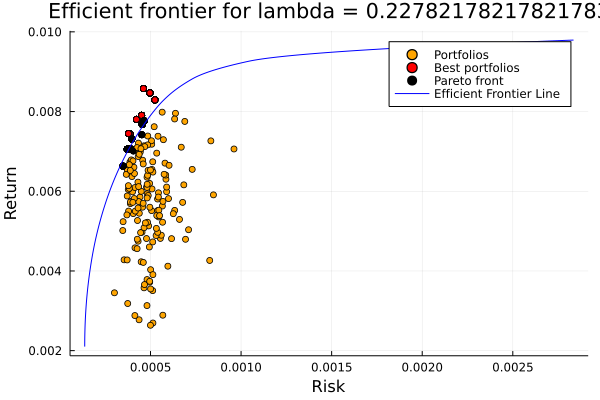 Efficient frontier for lambda = 0.2278217821782178
Portfolios
Best portfolios
Pareto front
Efficient Frontier Line
0.010
0.008
0.006
0.004
0.002
Return
0.0005
0.0010
0.0015
0.0020
0.0025
Risk